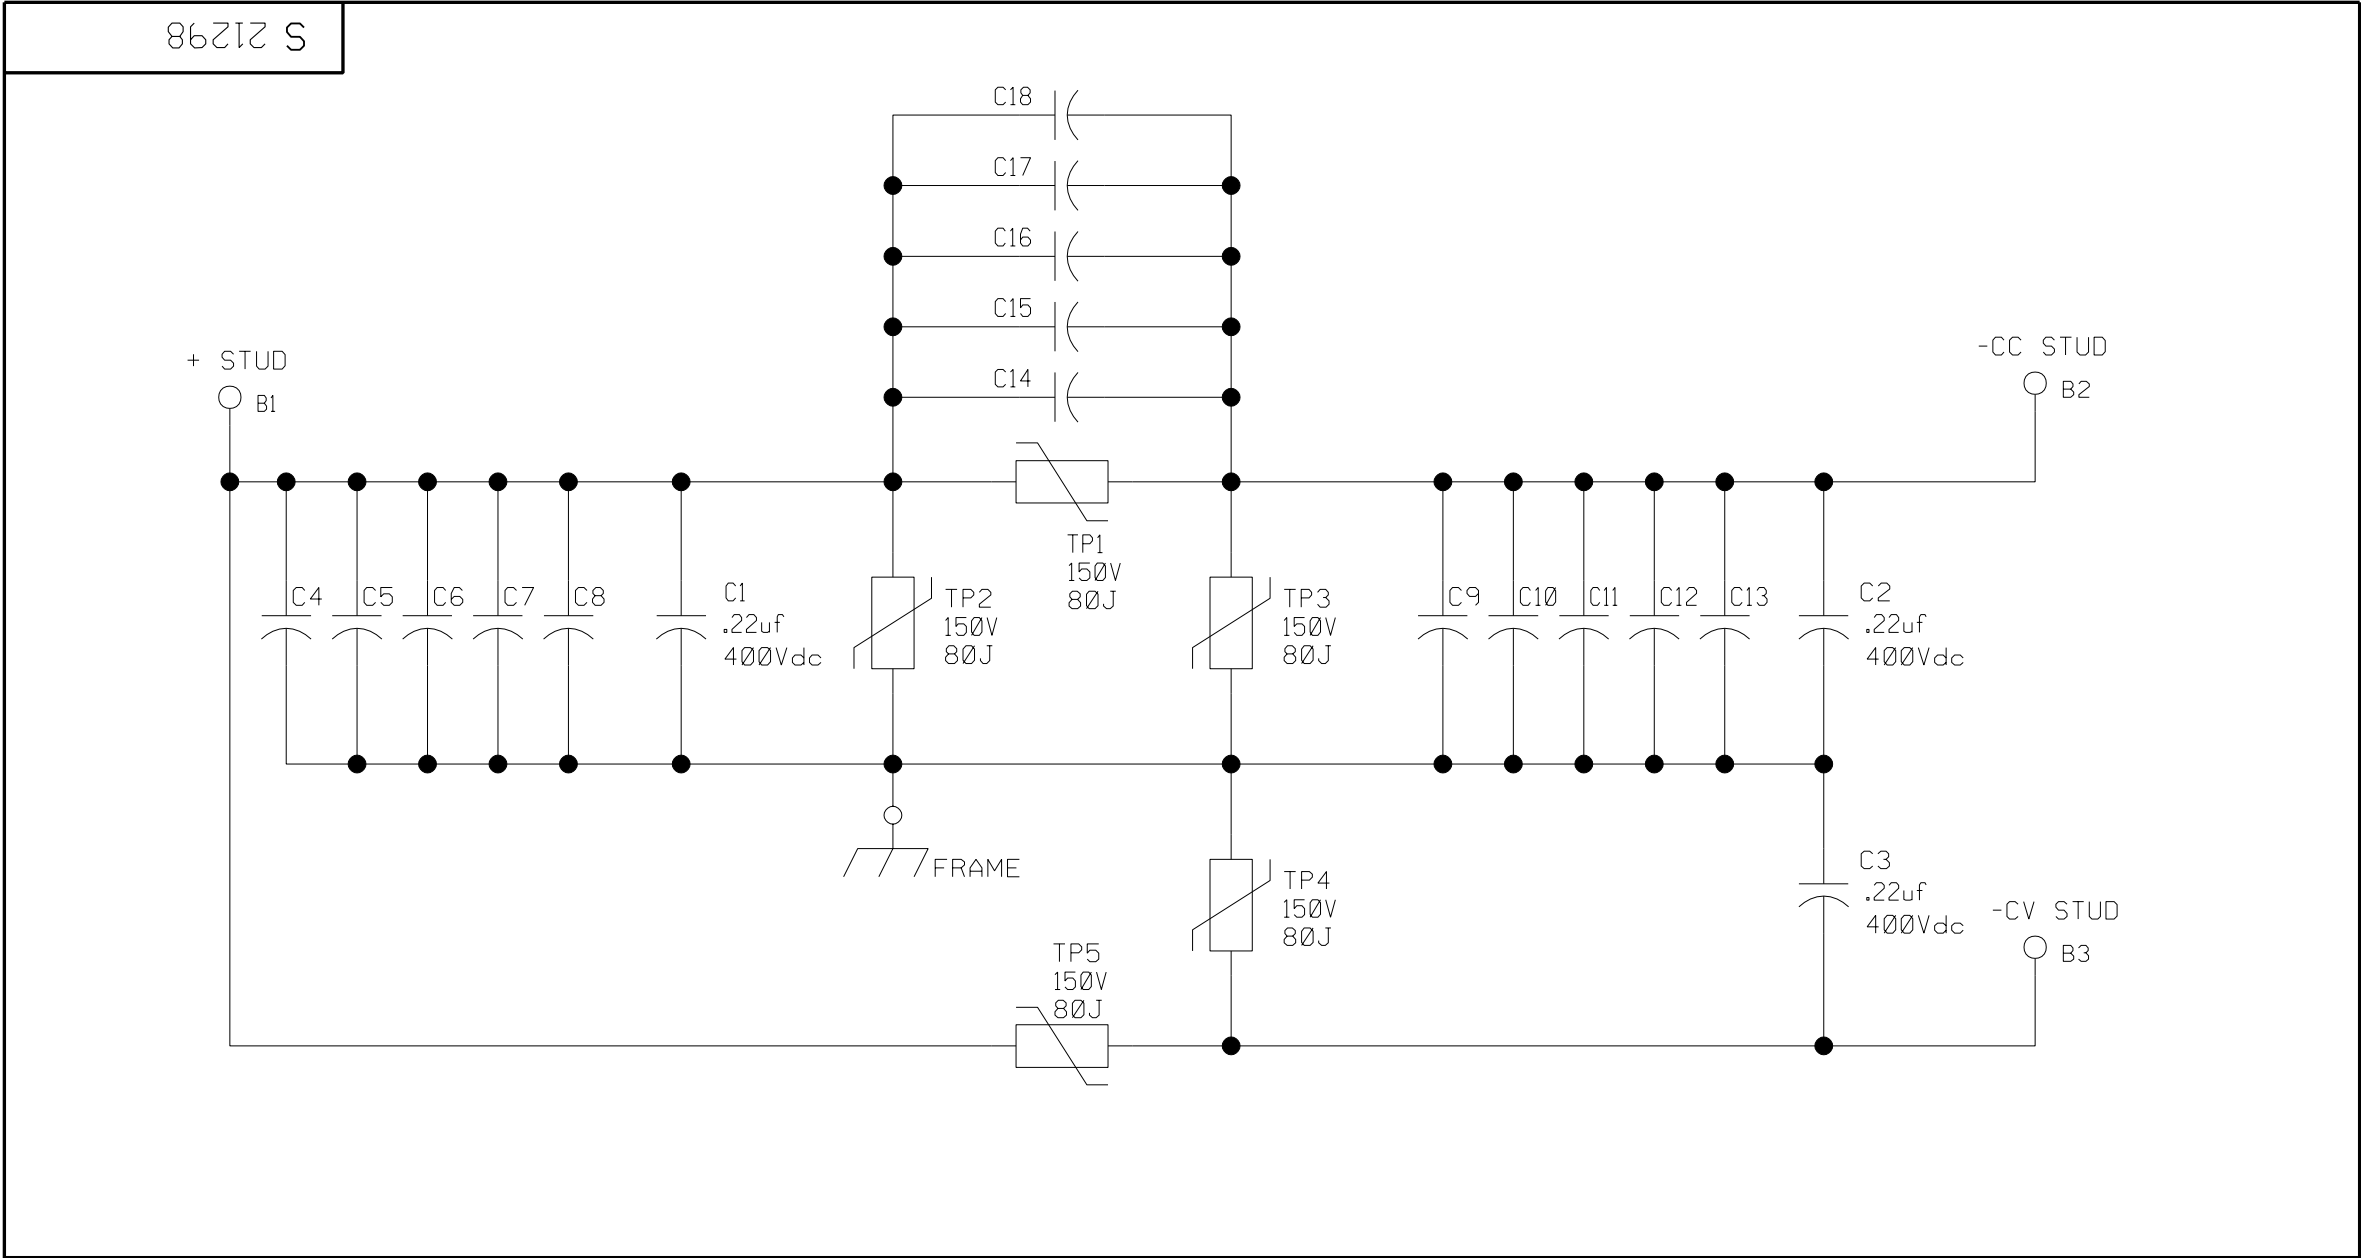 S 21298
C18
C17
C16
C15
C14
+ STUD
B1
-CC STUD
B2
TP1
150V
80J
C4
C5
C6
C7
C8
C1
.22uf
400Vdc
TP2
150V
80J
TP3
150V
80J
C9
C10
C11
C12
C13
C2
.22uf
400Vdc
FRAME
TP4
150V
80J
C3
.22uf
400Vdc
-CV STUD
B3
TP5
150V
80J